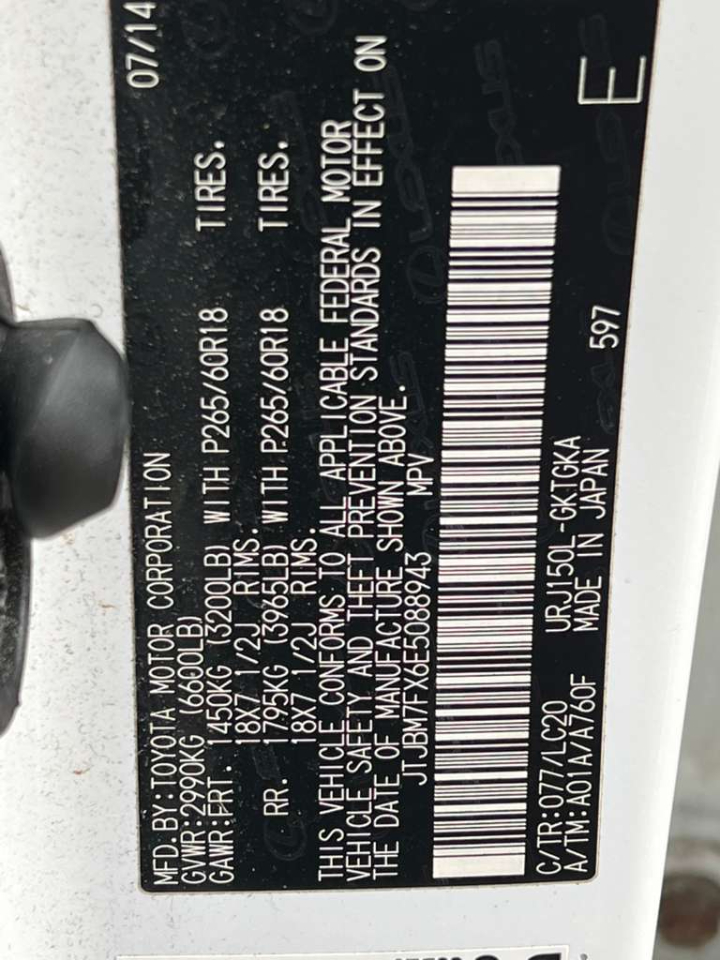 MFD.BY:TOYOTA MOTOR CORPORATION 07/14
GVWR:2990KG (6600LB)
GAWR:FRT. 1450KG (3200LB) WITH P265/60R18 TIRES.
18X7 1/2J RIMS.
RR. 1795KG (3965LB) WITH P265/60R18 TIRES.
18X7 1/2J RIMS.
THIS VEHICLE CONFORMS TO ALL APPLICABLE FEDERAL MOTOR
VEHICLE SAFETY AND THEFT PREVENTION STANDARDS IN EFFECT ON
THE DATE OF MANUFACTURE SHOWN ABOVE.
JTJBM7FX6E5088943 MPV
C/TR:077/LC20 URJ150L-GKTGKA
A/TM:A01A/A760F MADE IN JAPAN 597 E
LEXUS